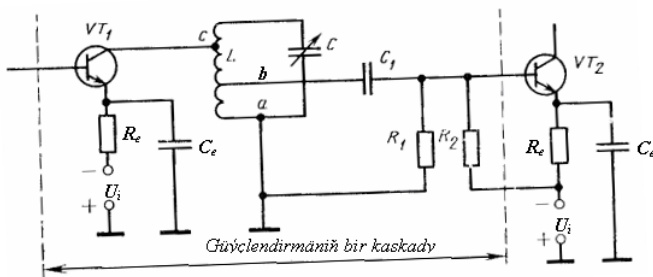 VT₁
c
L
C
b
a
C₁
VT₂
Rₑ
Cₑ
R₁
R₂
Rₑ
Cₑ
−
Uᵢ
+
−
Uᵢ
+
Güýçlendirmäniň bir kaskady